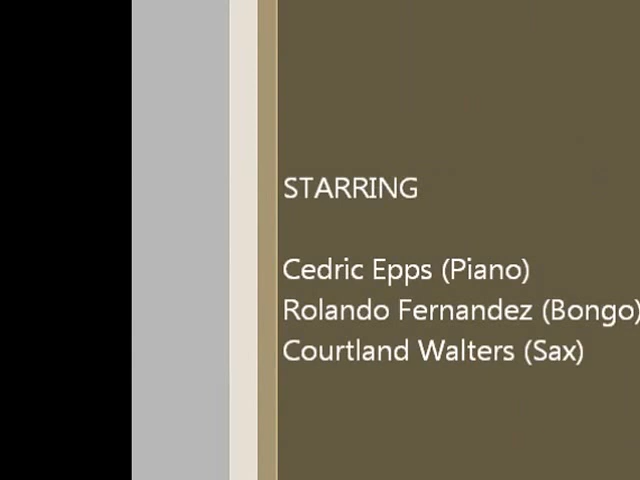 STARRING
Cedric Epps (Piano)
Rolando Fernandez (Bongo)
Courtland Walters (Sax)